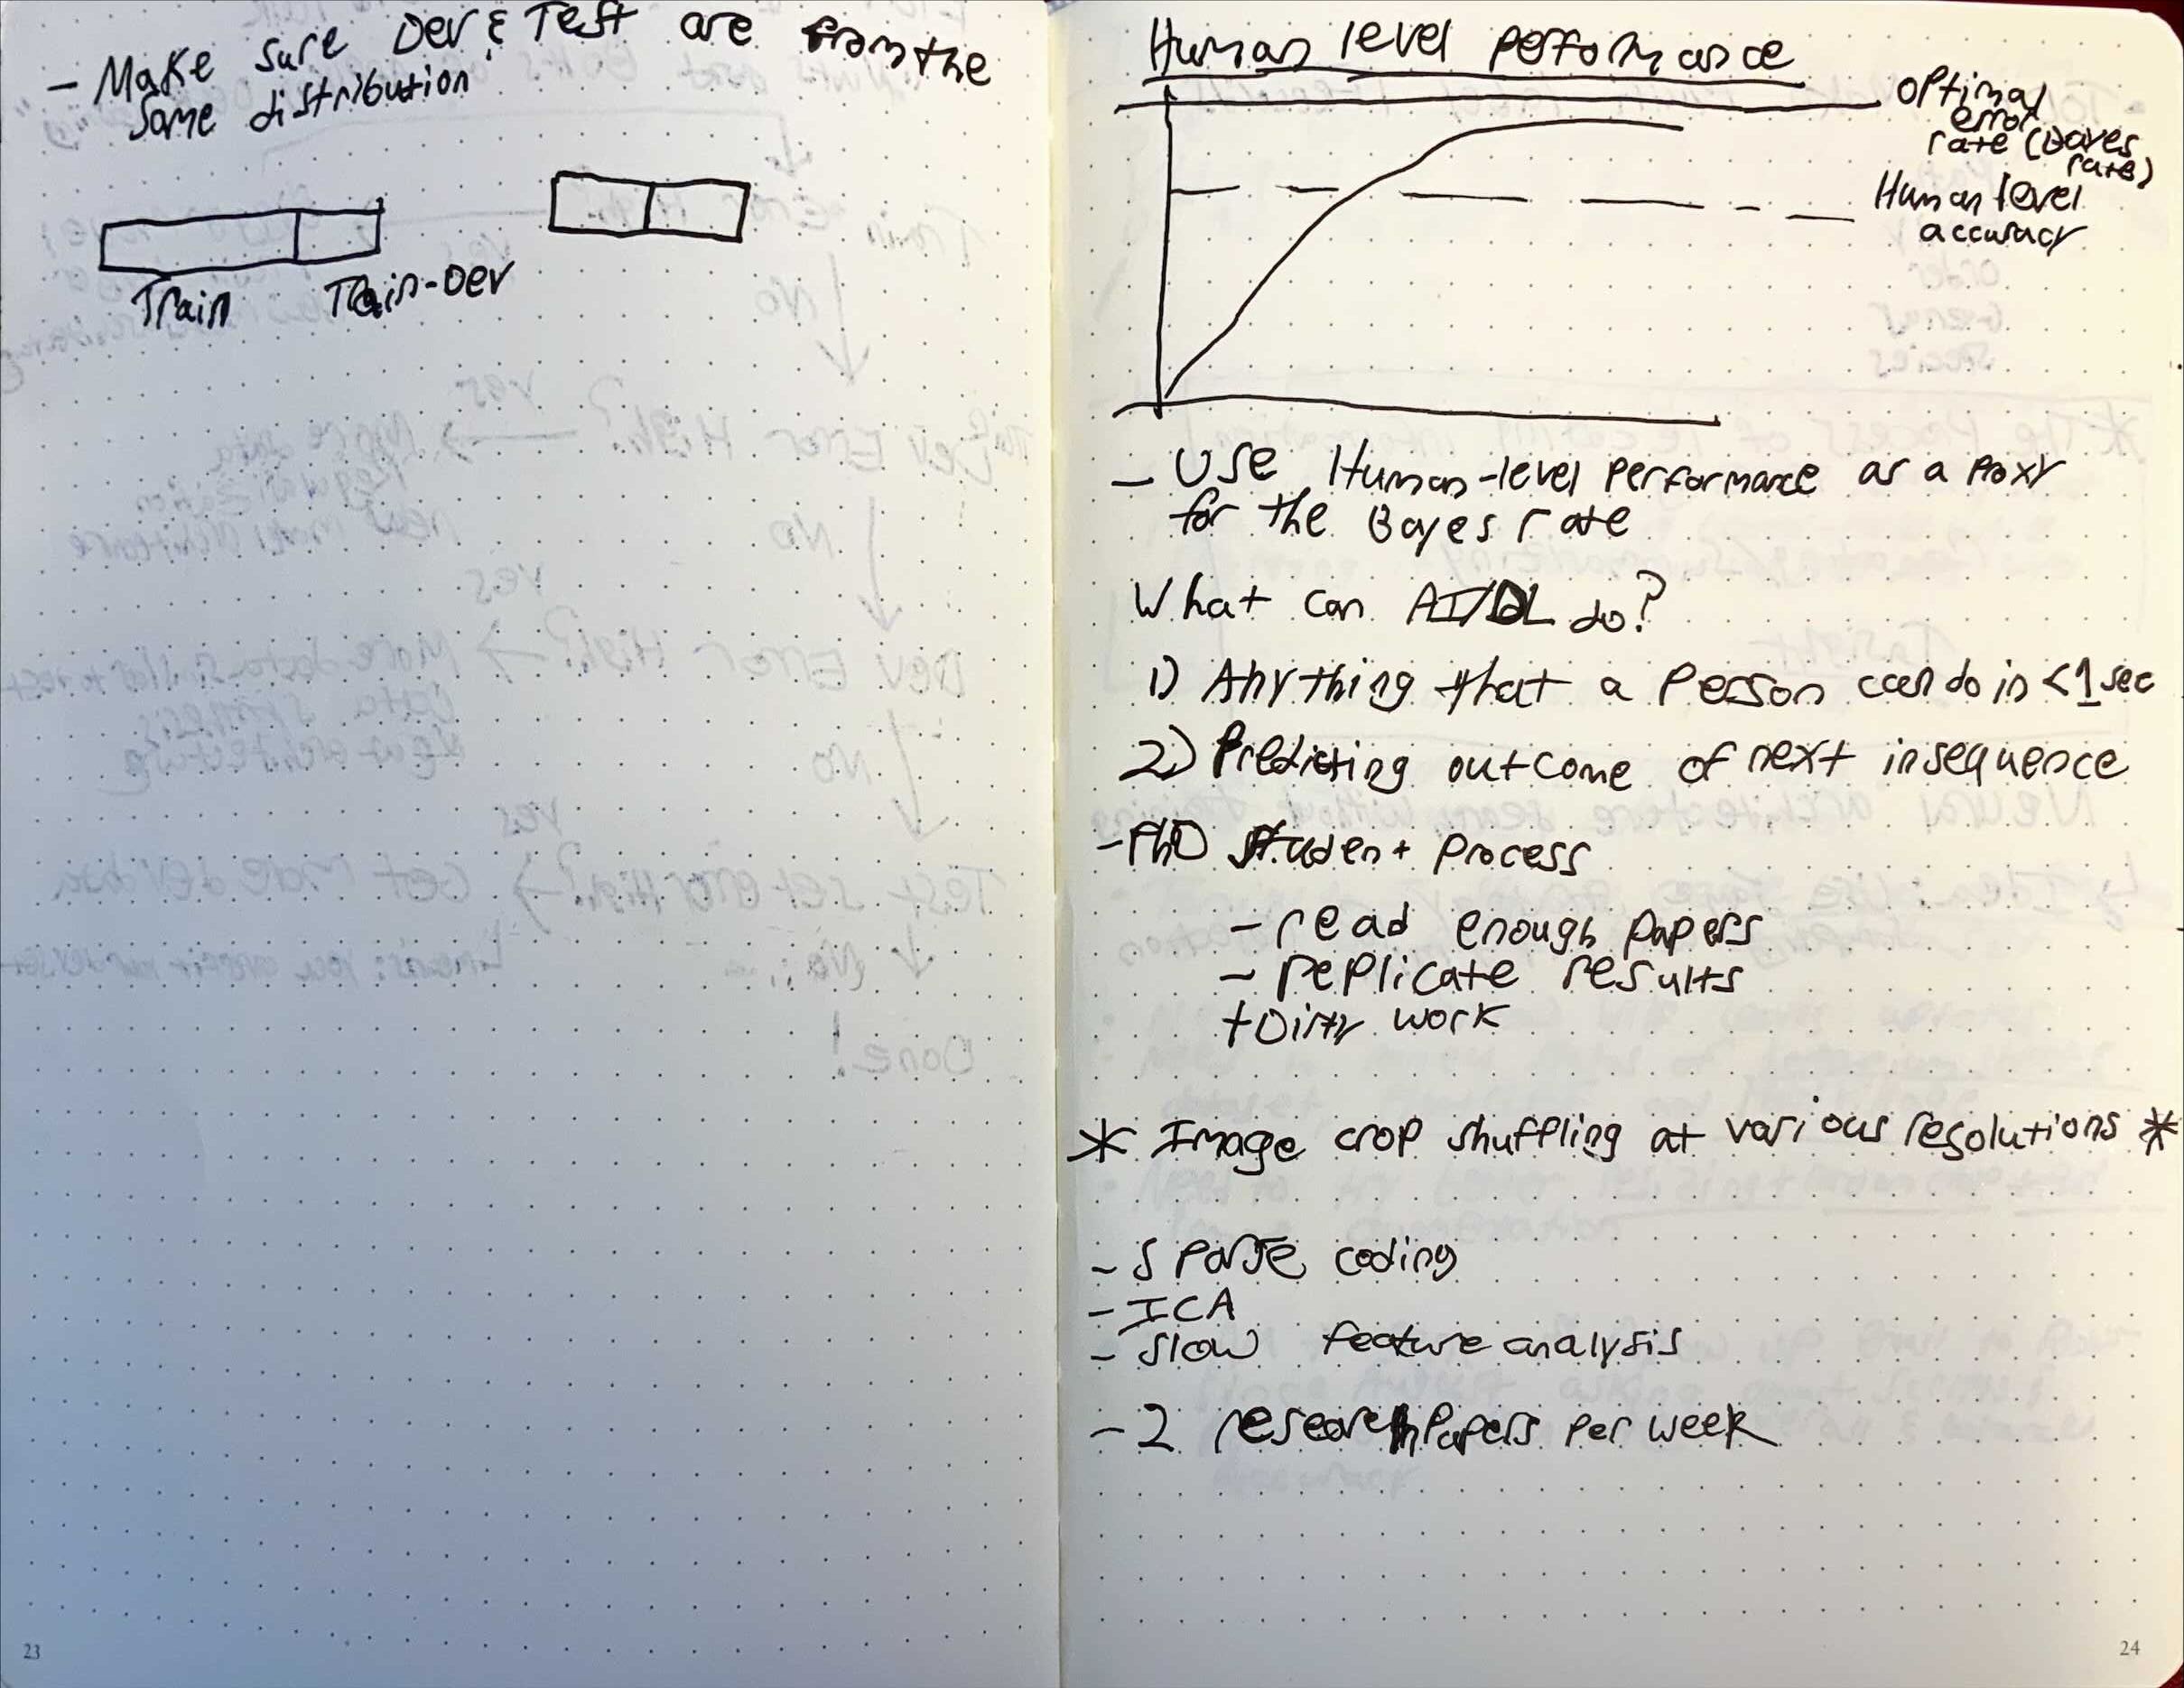 - Make sure Dev & Test are from the
same distribution
Train
Train-Dev
23
Human level performance
optimal
error
rate (Bayes
rate)
Human level
accuracy
- Use Human-level performance as a proxy
for the Bayes rate
What can AI/DL do?
1) Anything that a person can do in <1 sec
2) Predicting outcome of next in sequence
- PhD student process
- read enough papers
- replicate results
+ Dirty work
* Image crop shuffling at various resolutions *
- Sparse coding
- ICA
- Slow feature analysis
- 2 research papers per week
24